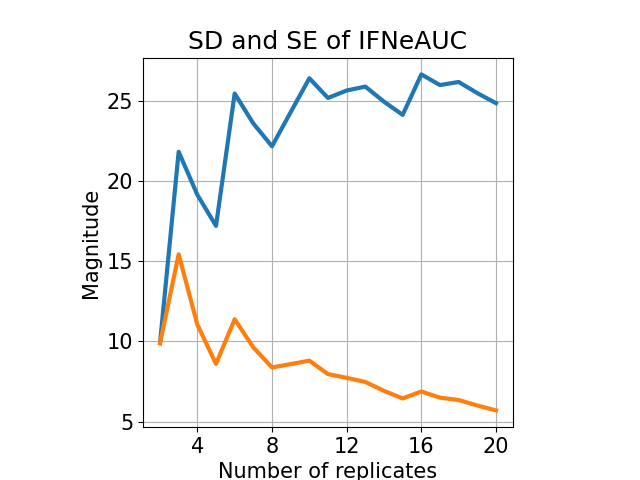 SD and SE of IFNeAUC
Magnitude
25
20
15
10
5
4 8 12 16 20
Number of replicates